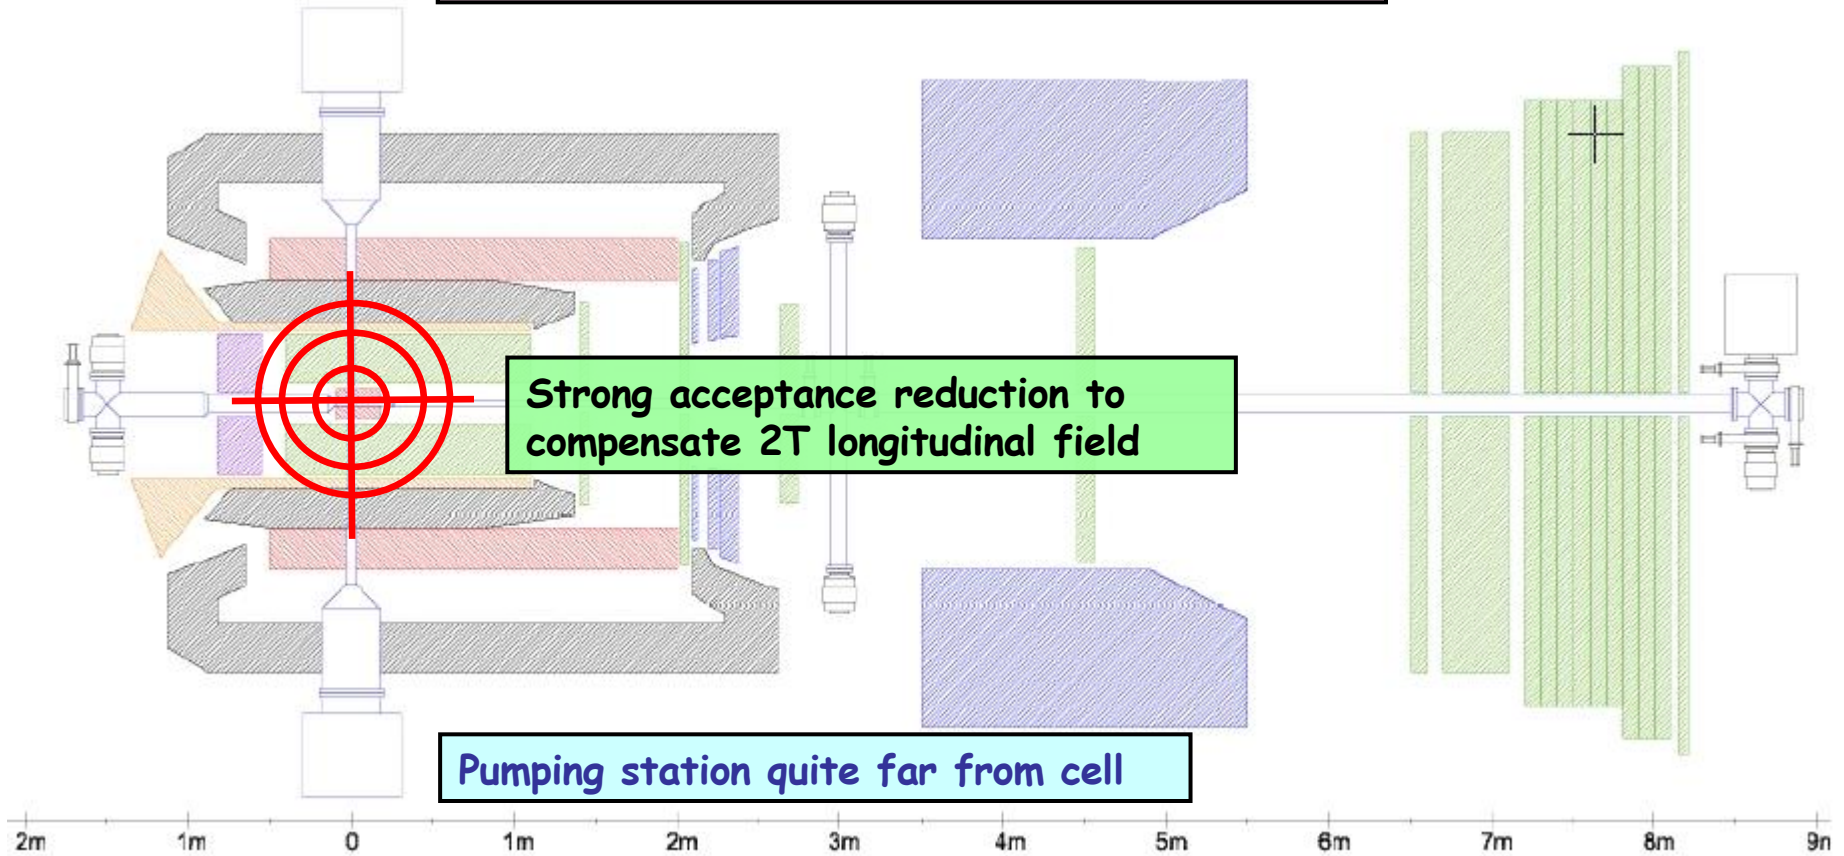 Strong acceptance reduction to
compensate 2T longitudinal field
Pumping station quite far from cell
2m 1m 0 1m 2m 3m 4m 5m 6m 7m 8m